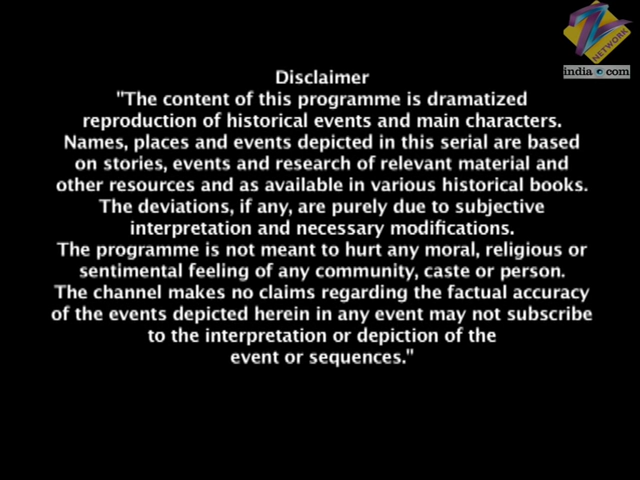 Z
NETWORK
india.com
Disclaimer
"The content of this programme is dramatized
reproduction of historical events and main characters.
Names, places and events depicted in this serial are based
on stories, events and research of relevant material and
other resources and as available in various historical books.
The deviations, if any, are purely due to subjective
interpretation and necessary modifications.
The programme is not meant to hurt any moral, religious or
sentimental feeling of any community, caste or person.
The channel makes no claims regarding the factual accuracy
of the events depicted herein in any event may not subscribe
to the interpretation or depiction of the
event or sequences."